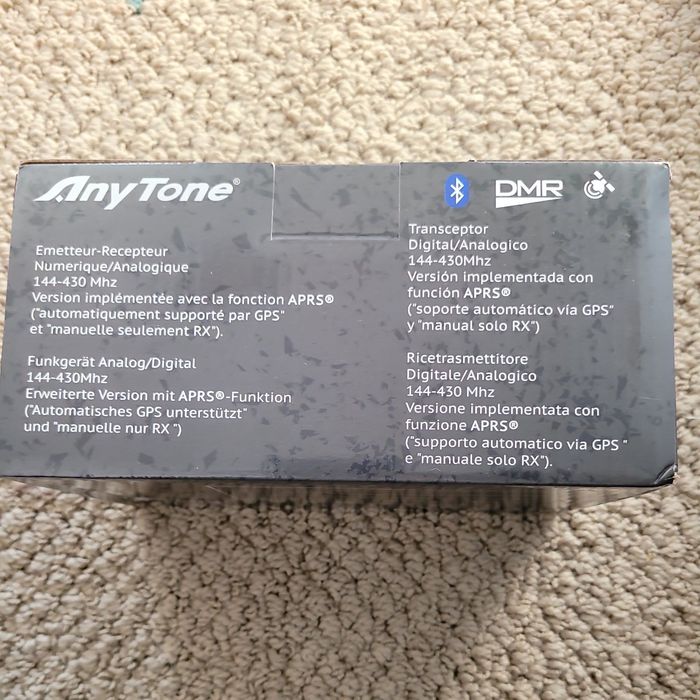 AnyTone®
DMR
Emetteur-Recepteur
Numerique/Analogique
144-430 Mhz
Version implémentée avec la fonction APRS®
("automatiquement supporté par GPS"
et "manuelle seulement RX").
Funkgerät Analog/Digital
144-430Mhz
Erweiterte Version mit APRS®-Funktion
("Automatisches GPS unterstützt"
und "manuelle nur RX ")
Transceptor
Digital/Analogico
144-430Mhz
Versión implementada con
función APRS®
("soporte automático vía GPS"
y "manual solo RX")
Ricetrasmettitore
Digitale/Analogico
144-430 Mhz
Versione implementata con
funzione APRS®
("supporto automatico via GPS "
e "manuale solo RX").